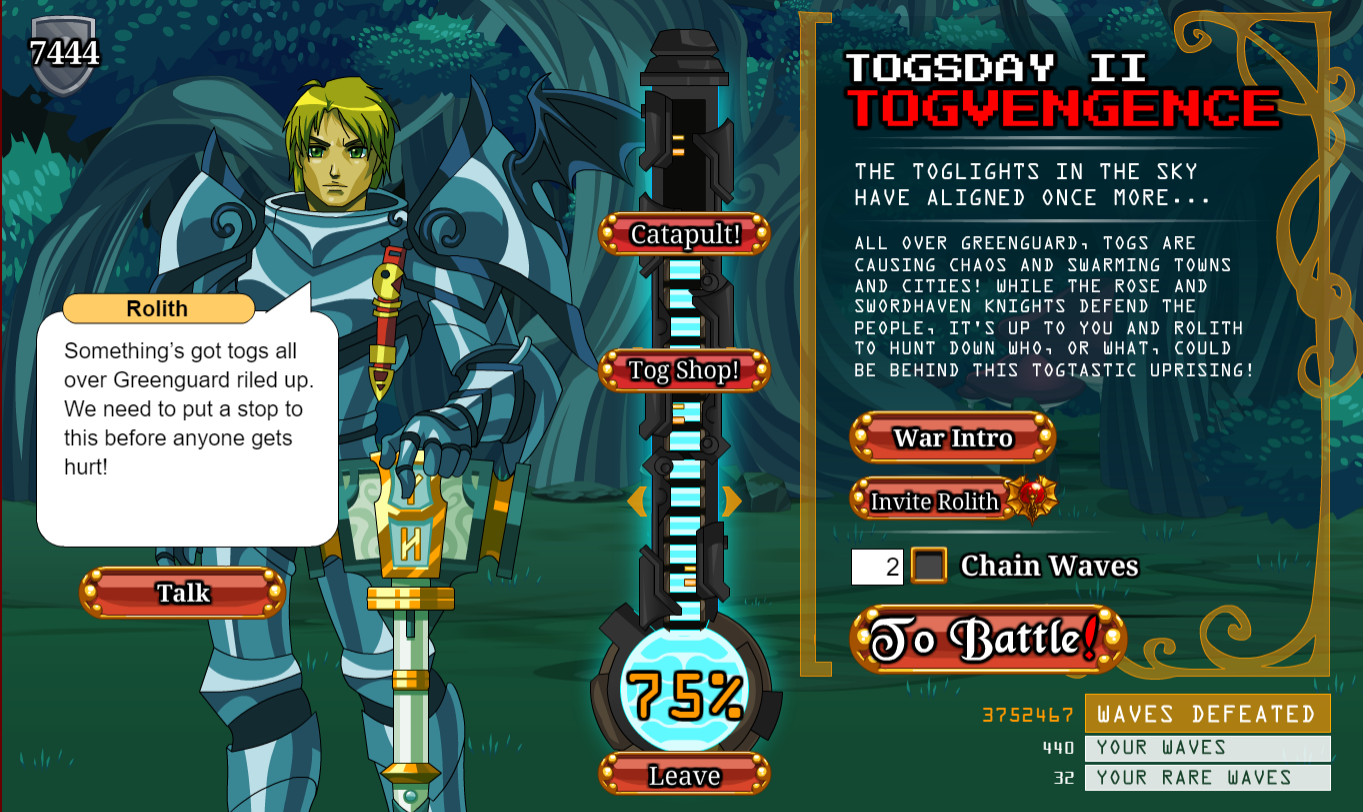 7444
Rolith
Something's got togs all
over Greenguard riled up.
We need to put a stop to
this before anyone gets
hurt!
Talk
Catapult!
Tog Shop!
75%
Leave
TOGSDAY II
TOGVENGENCE
THE TOGLIGHTS IN THE SKY
HAVE ALIGNED ONCE MORE...
ALL OVER GREENGUARD, TOGS ARE
CAUSING CHAOS AND SWARMING TOWNS
AND CITIES! WHILE THE ROSE AND
SWORDHAVEN KNIGHTS DEFEND THE
PEOPLE, IT'S UP TO YOU AND ROLITH
TO HUNT DOWN WHO, OR WHAT, COULD
BE BEHIND THIS TOGTASTIC UPRISING!
War Intro
Invite Rolith
2 Chain Waves
To Battle!
3752467 WAVES DEFEATED
440 YOUR WAVES
32 YOUR RARE WAVES